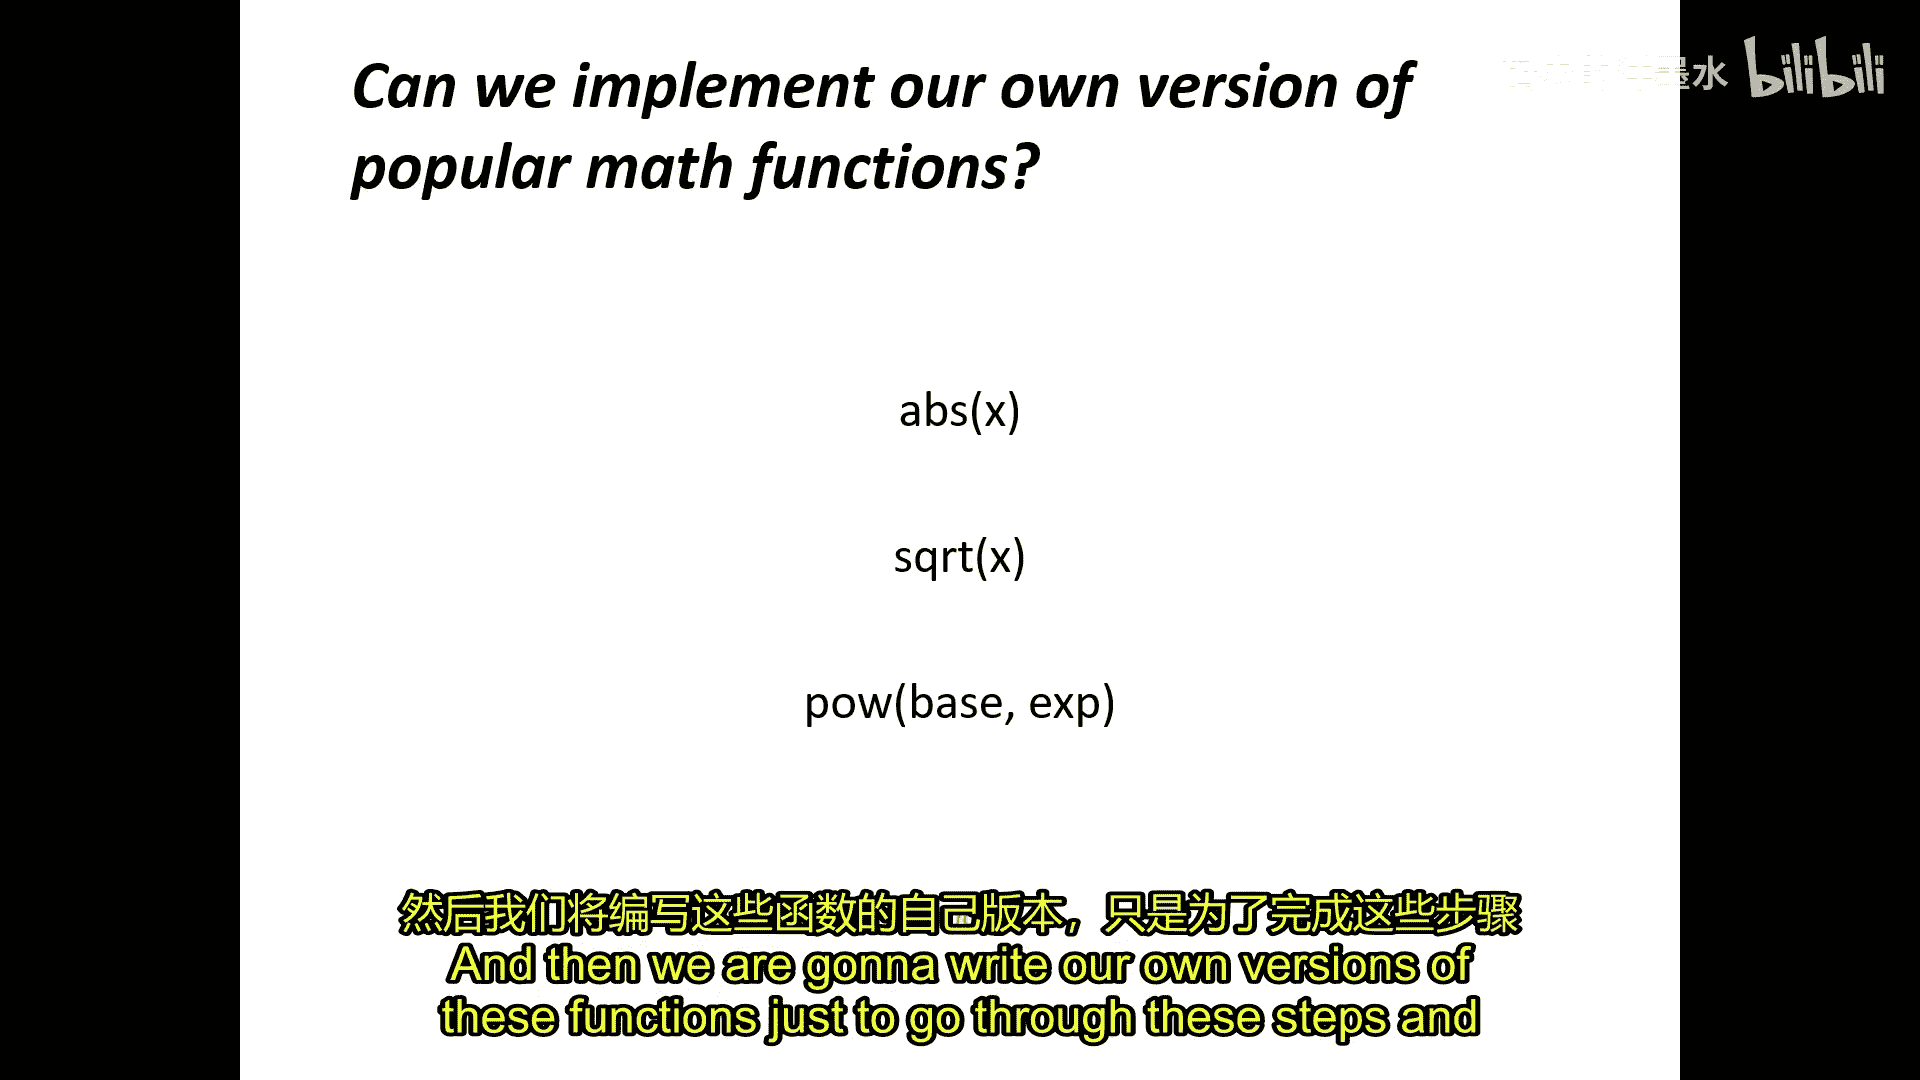 Can we implement our own version of
popular math functions?
墨水 bilibili
abs(x)
sqrt(x)
pow(base, exp)
然后我们将编写这些函数的自己版本，只是为了完成这些步骤
And then we are gonna write our own versions of
these functions just to go through these steps and